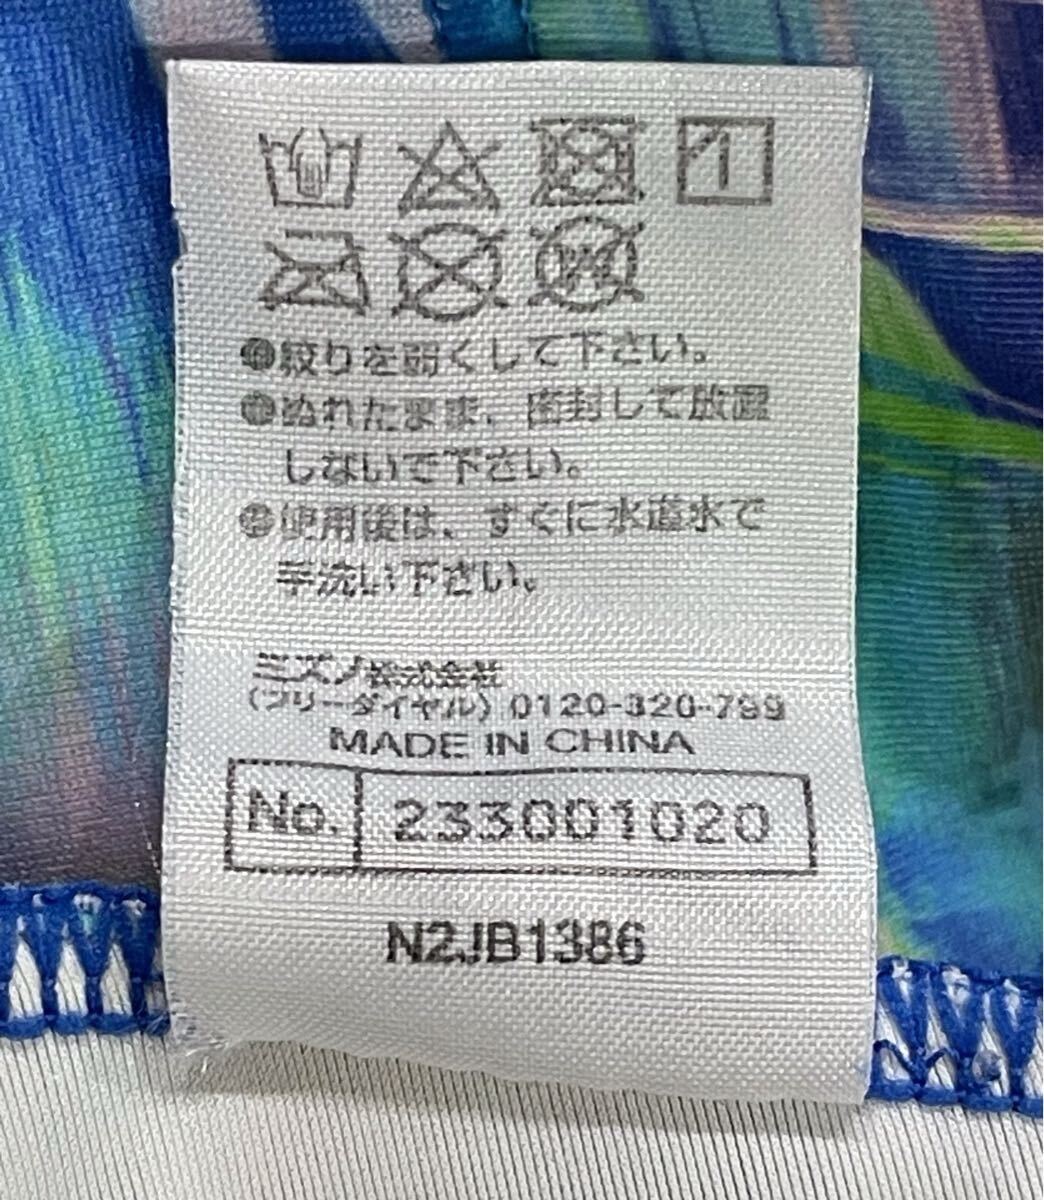 ●絞りを弱くして下さい。
●ぬれたまま、密封して放置
しないで下さい。
●使用後は、すぐに水道水で
手洗い下さい。
ミズノ株式会社
(フリーダイヤル) 0120-320-799
MADE IN CHINA
No. 233001020
N2JB1386